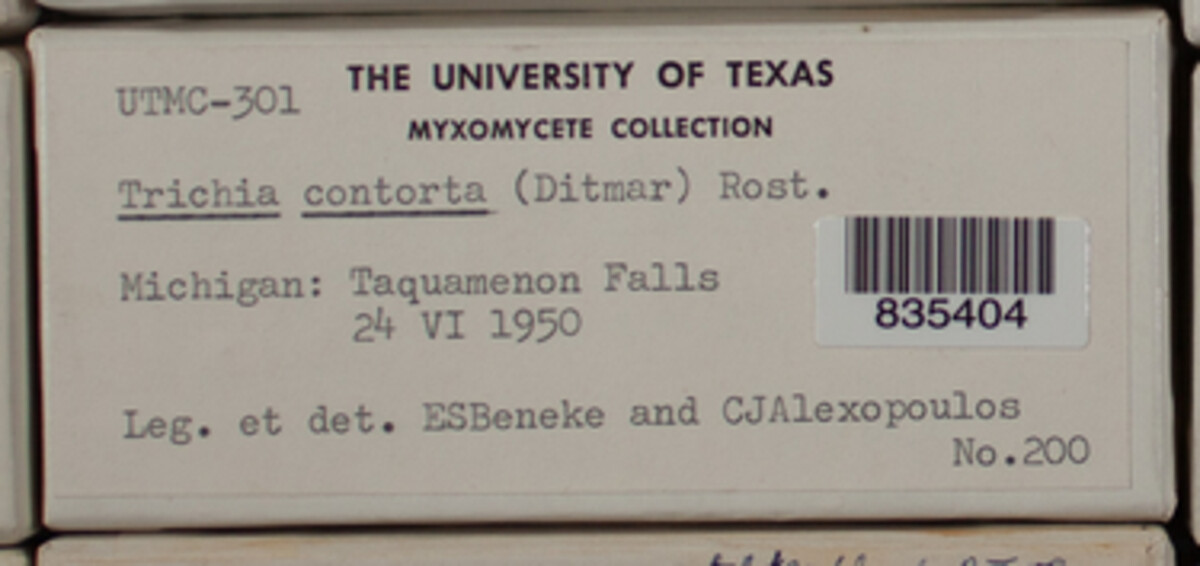 THE UNIVERSITY OF TEXAS
UTMC-301
MYXOMYCETE COLLECTION
Trichia contorta (Ditmar) Rost.
Michigan: Taquamenon Falls
24 VI 1950
835404
Leg. et det. ESBeneke and CJAlexopoulos
No.200